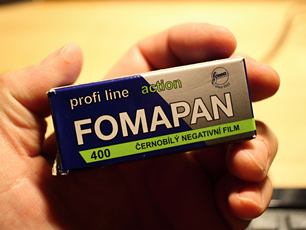 profi line action
FOMAPAN
400 ČERNOBÍLÝ NEGATIVNÍ FILM